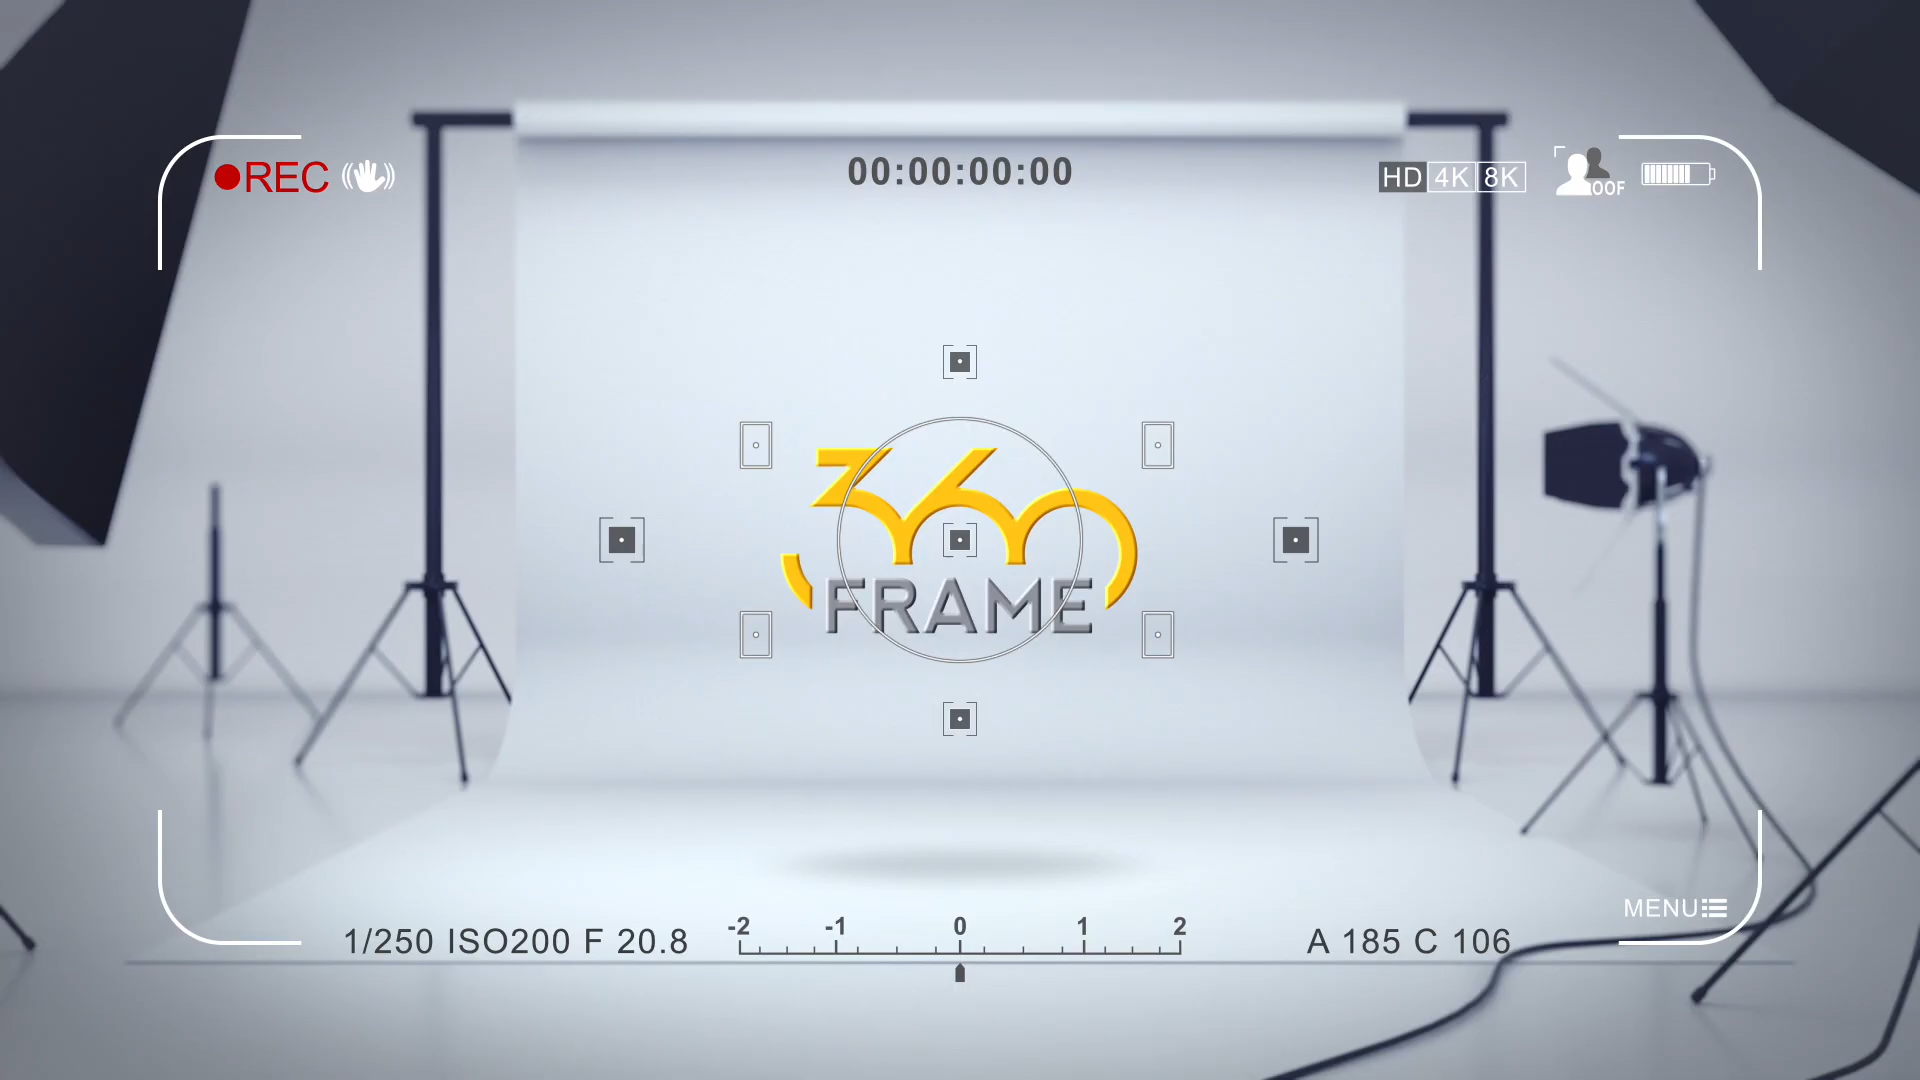 REC
00:00:00:00
HD 4K 8K
OOF
360
FRAME
MENU
-2 -1 0 1 2
1/250 ISO200 F 20.8
A 185 C 106